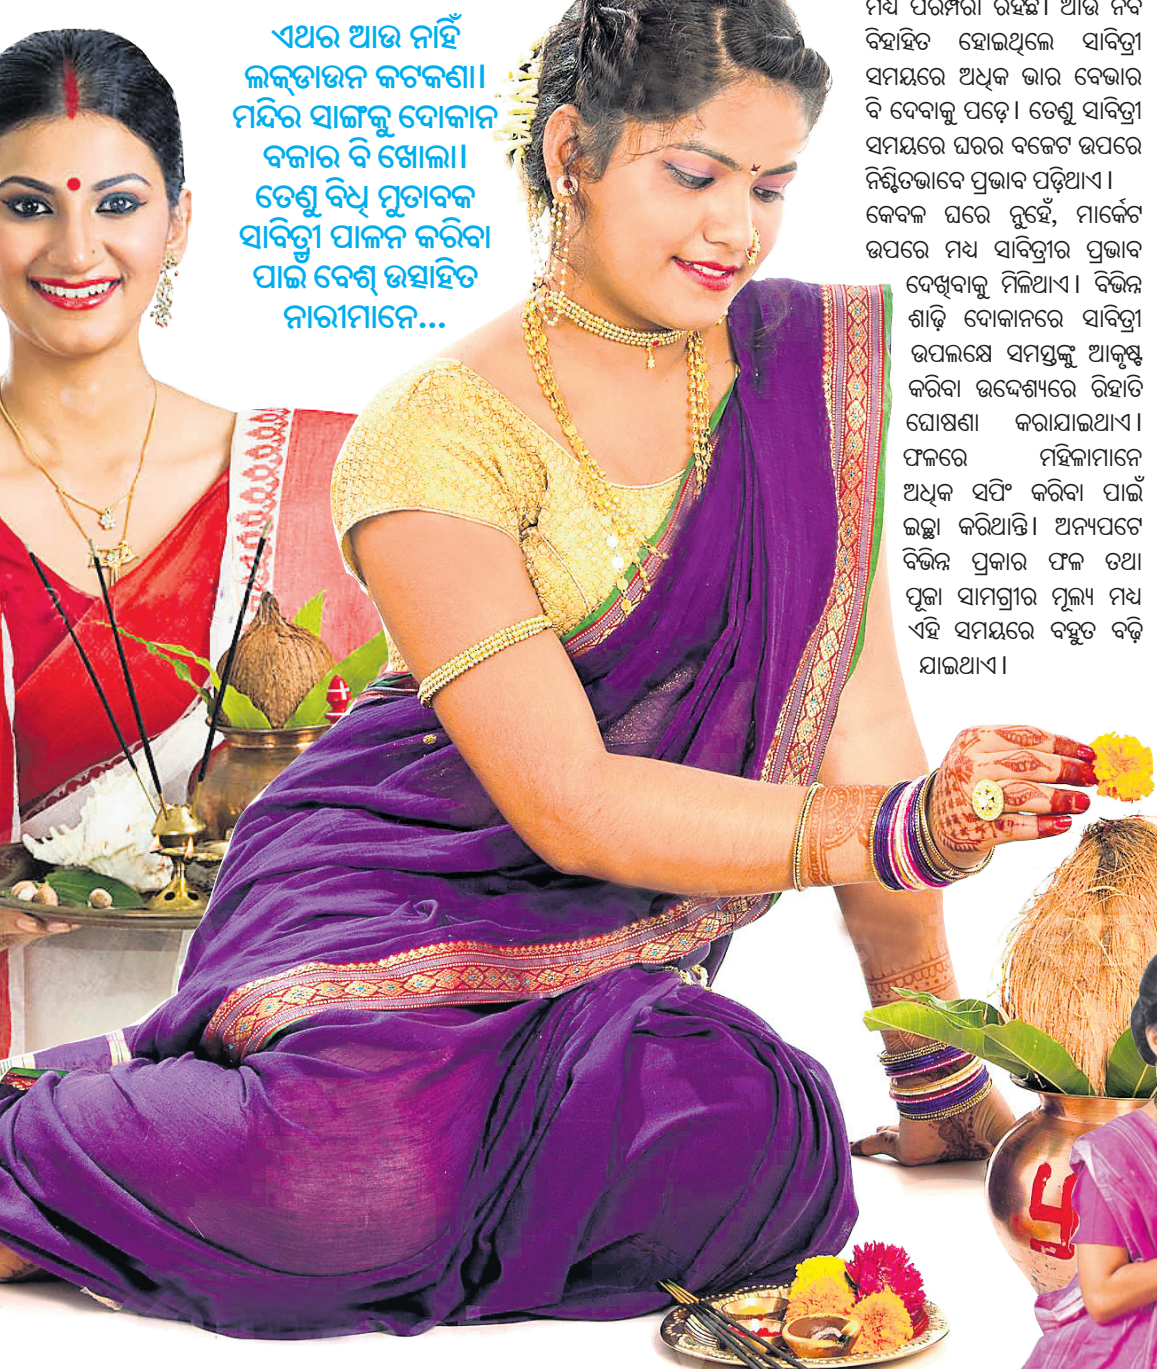 ଏଥର ଆଉ ନାହିଁ
ଲକ୍‌ଡାଉନ କଟକଣା।
ମନ୍ଦିର ସାଙ୍ଗକୁ ଦୋକାନ
ବଜାର ବି ଖୋଲା।
ତେଣୁ ବିଧି ମୁତାବକ
ସାବିତ୍ରୀ ପାଳନ କରିବା
ପାଇଁ ବେଶ୍ ଉତ୍ସାହିତ
ନାରୀମାନେ...
ମଧ୍ୟ ପରମ୍ପରା ରହିଛି। ଆଉ ନବ
ବିହାହିତ ହୋଇଥିଲେ ସାବିତ୍ରୀ
ସମୟରେ ଅଧିକ ଭାର ବେଭାର
ବି ଦେବାକୁ ପଡ଼େ। ତେଣୁ ସାବିତ୍ରୀ
ସମୟରେ ଘରର ବଜେଟ ଉପରେ
ନିଶ୍ଚିତଭାବେ ପ୍ରଭାବ ପଡ଼ିଥାଏ।
କେବଳ ଘରେ ନୁହେଁ, ମାର୍କେଟ
ଉପରେ ମଧ୍ୟ ସାବିତ୍ରୀର ପ୍ରଭାବ
ଦେଖିବାକୁ ମିଳିଥାଏ। ବିଭିନ୍ନ
ଶାଢ଼ି ଦୋକାନରେ ସାବିତ୍ରୀ
ଉପଲକ୍ଷେ ସମସ୍ତଙ୍କୁ ଆକୃଷ୍ଟ
କରିବା ଉଦ୍ଦେଶ୍ୟରେ ରିହାତି
ଘୋଷଣା କରାଯାଇଥାଏ।
ଫଳରେ ମହିଳାମାନେ
ଅଧିକ ସପିଂ କରିବା ପାଇଁ
ଇଚ୍ଛା କରିଥାନ୍ତି। ଅନ୍ୟପଟେ
ବିଭିନ୍ନ ପ୍ରକାର ଫଳ ତଥା
ପୂଜା ସାମଗ୍ରୀର ମୂଲ୍ୟ ମଧ୍ୟ
ଏହି ସମୟରେ ବହୁତ ବଢ଼ି
ଯାଇଥାଏ।